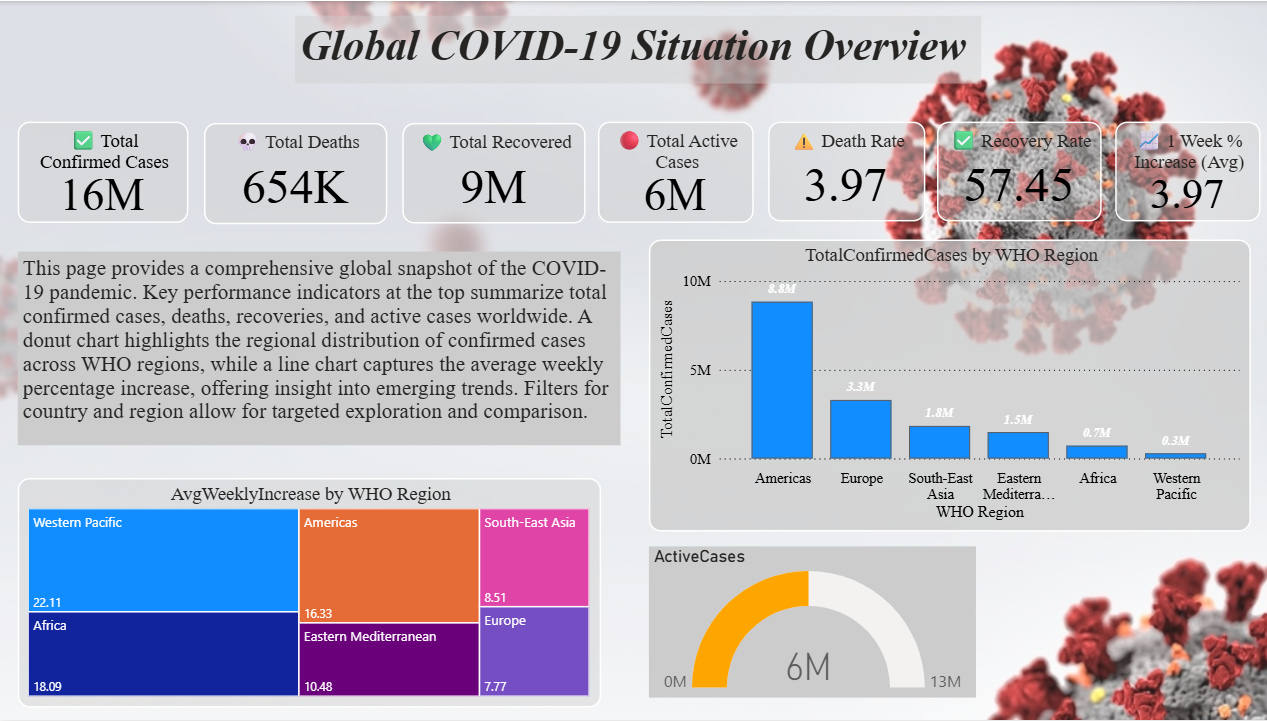 Global COVID-19 Situation Overview
✅ Total
Confirmed Cases
16M
💀 Total Deaths
654K
💚 Total Recovered
9M
🔴 Total Active
Cases
6M
⚠️ Death Rate
3.97
✅ Recovery Rate
57.45
📈 1 Week %
Increase (Avg)
3.97
This page provides a comprehensive global snapshot of the COVID-
19 pandemic. Key performance indicators at the top summarize total
confirmed cases, deaths, recoveries, and active cases worldwide. A
donut chart highlights the regional distribution of confirmed cases
across WHO regions, while a line chart captures the average weekly
percentage increase, offering insight into emerging trends. Filters for
country and region allow for targeted exploration and comparison.
TotalConfirmedCases by WHO Region
TotalConfirmedCases
10M
5M
0M
8.8M
3.3M
1.8M
1.5M
0.7M
0.3M
Americas
Europe
South-East
Asia
Eastern
Mediterra...
Africa
Western
Pacific
WHO Region
AvgWeeklyIncrease by WHO Region
Western Pacific
22.11
Africa
18.09
Americas
16.33
Eastern Mediterranean
10.48
South-East Asia
8.51
Europe
7.77
ActiveCases
6M
0M
13M